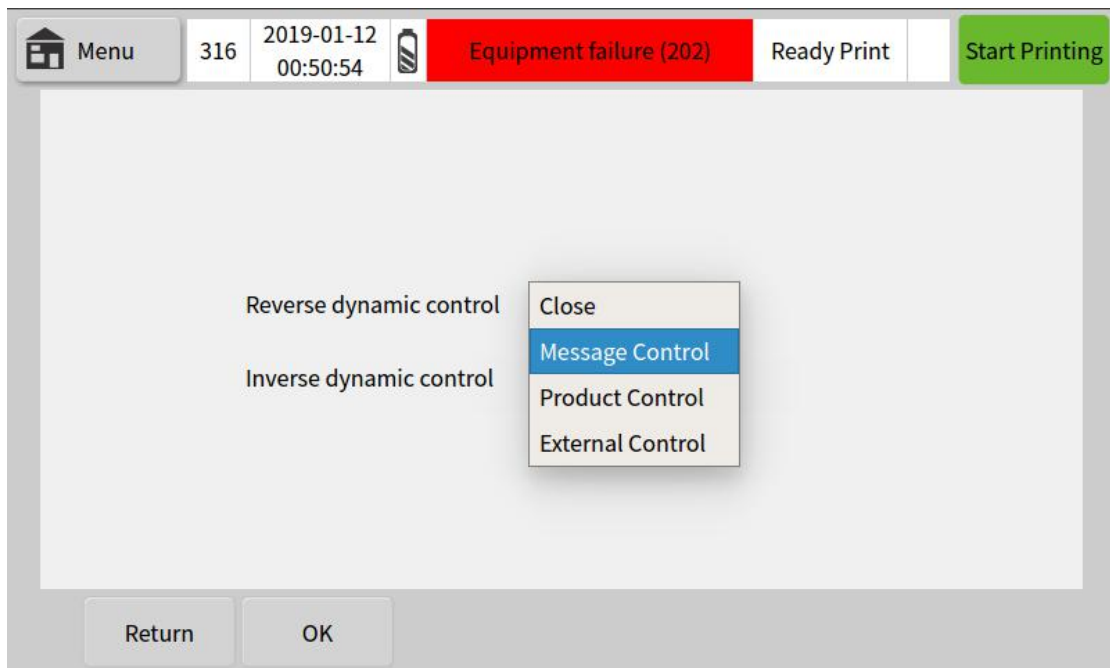 Menu
316
2019-01-12
00:50:54
Equipment failure (202)
Ready Print
Start Printing
Reverse dynamic control
Close
Message Control
Inverse dynamic control
Product Control
External Control
Return
OK